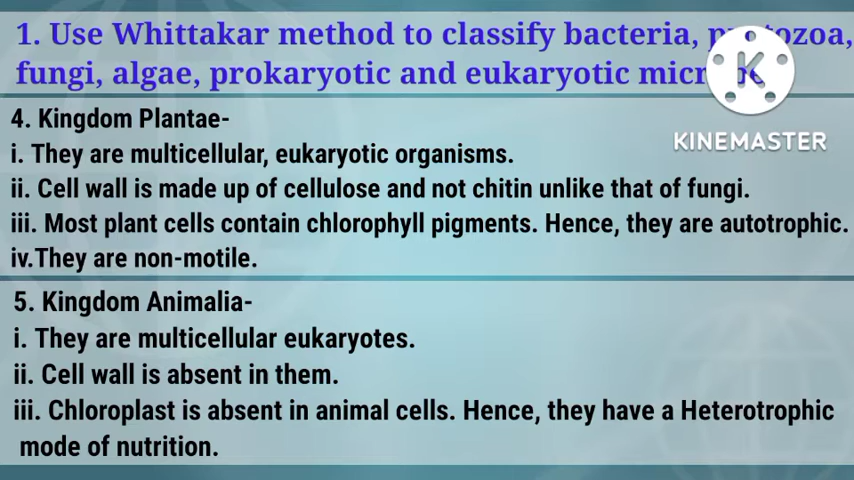 1. Use Whittakar method to classify bacteria,
fungi, algae, prokaryotic and eukaryotic
K
KINEMASTER
4. Kingdom Plantae-
i. They are multicellular, eukaryotic organisms.
ii. Cell wall is made up of cellulose and not chitin unlike that of fungi.
iii. Most plant cells contain chlorophyll pigments. Hence, they are autotrophic.
iv.They are non-motile.
5. Kingdom Animalia-
i. They are multicellular eukaryotes.
ii. Cell wall is absent in them.
iii. Chloroplast is absent in animal cells. Hence, they have a Heterotrophic
mode of nutrition.